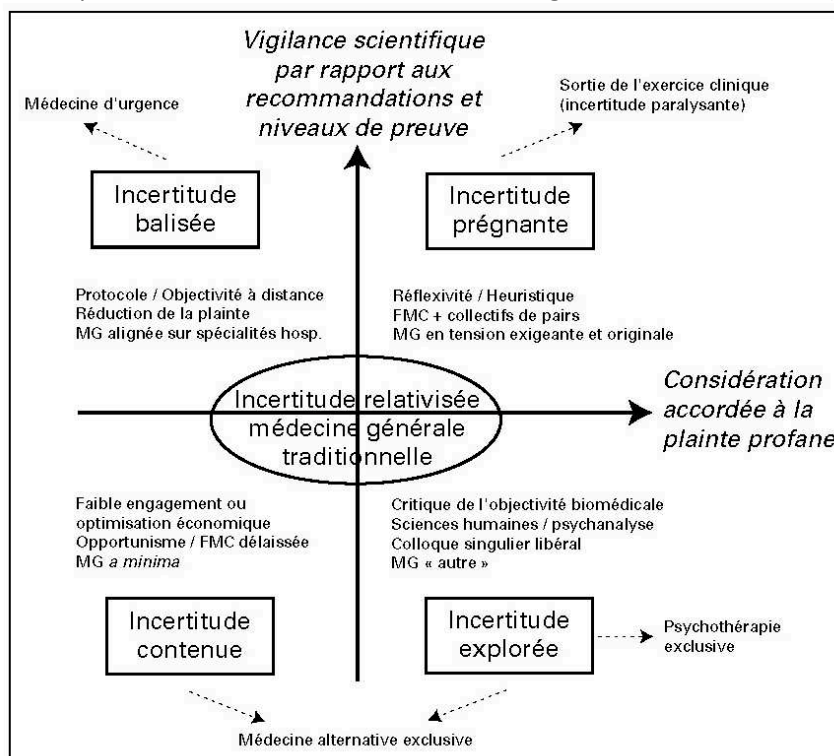 Vigilance scientifique
par rapport aux
recommandations et
niveaux de preuve
Médecine d'urgence
Sortie de l'exercice clinique
(incertitude paralysante)
Incertitude
balisée
Incertitude
prégnante
Protocole / Objectivité à distance
Réduction de la plainte
MG alignée sur spécialités hosp.
Réflexivité / Heuristique
FMC + collectifs de pairs
MG en tension exigeante et originale
Incertitude relativisée
médecine générale
traditionnelle
Considération
accordée à la
plainte profane
Faible engagement ou
optimisation économique
Opportunisme / FMC délaissée
MG a minima
Critique de l'objectivité biomédicale
Sciences humaines / psychanalyse
Colloque singulier libéral
MG « autre »
Incertitude
contenue
Incertitude
explorée
Psychothérapie
exclusive
Médecine alternative exclusive